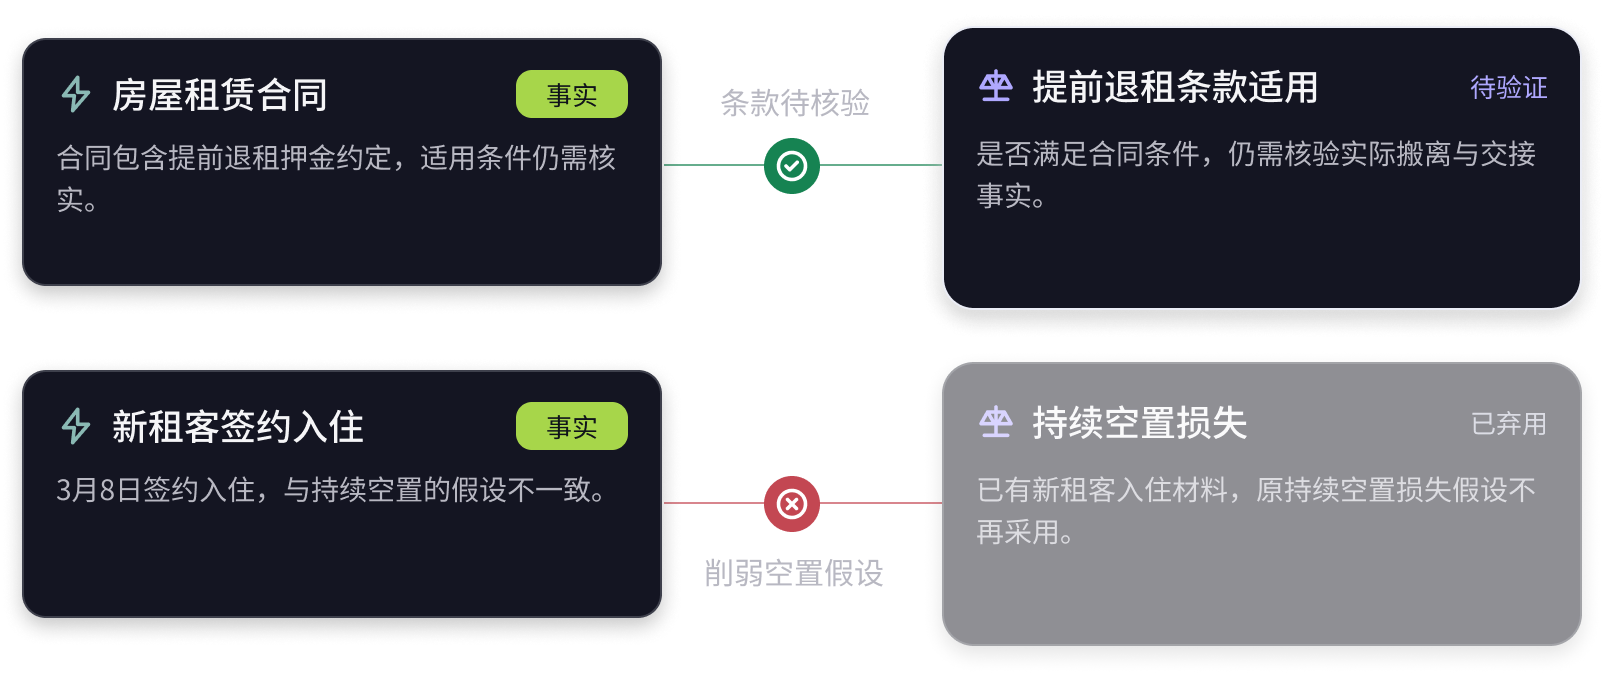 房屋租赁合同
事实
合同包含提前退租押金约定，适用条件仍需核
实。
条款待核验
提前退租条款适用
待验证
是否满足合同条件，仍需核验实际搬离与交接
事实。
新租客签约入住
事实
3月8日签约入住，与持续空置的假设不一致。
削弱空置假设
持续空置损失
已弃用
已有新租客入住材料，原持续空置损失假设不
再采用。